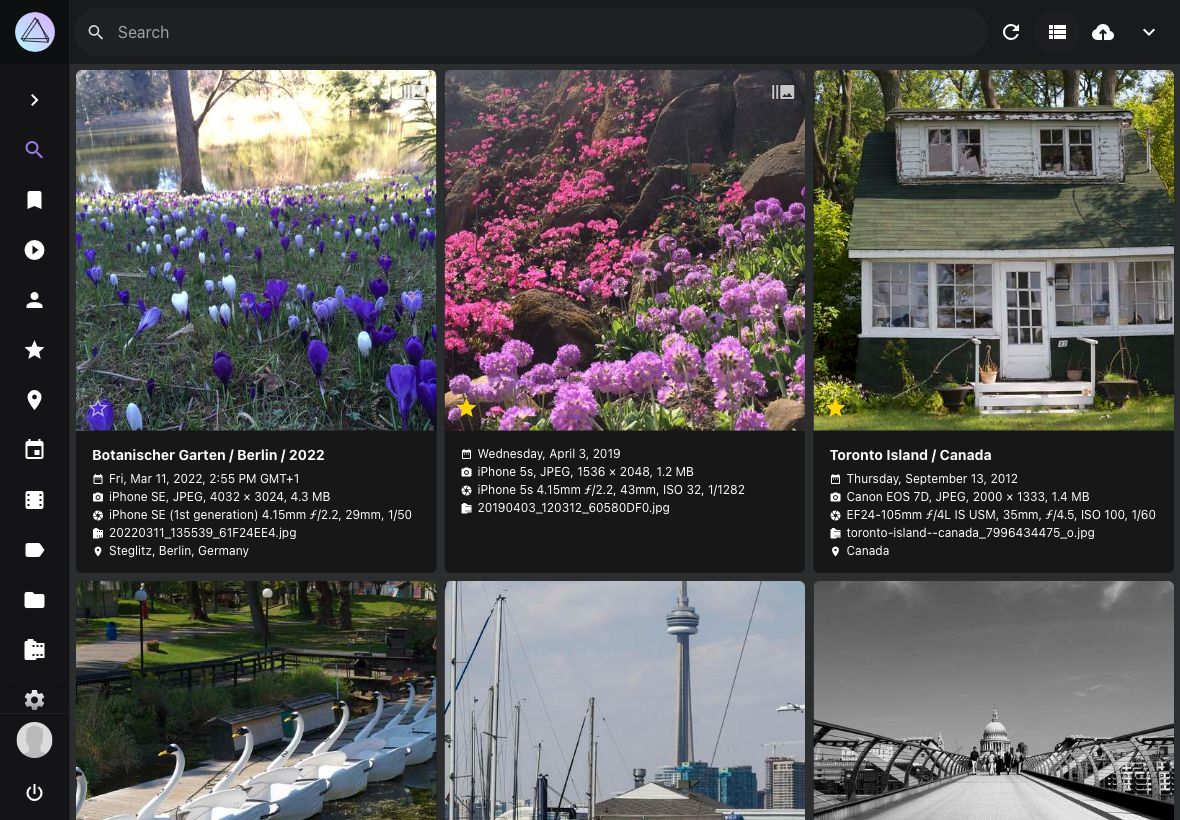 Search
Botanischer Garten / Berlin / 2022
Fri, Mar 11, 2022, 2:55 PM GMT+1
iPhone SE, JPEG, 4032 × 3024, 4.3 MB
iPhone SE (1st generation) 4.15mm ƒ/2.2, 29mm, 1/50
20220311_135539_61F24EE4.jpg
Steglitz, Berlin, Germany
Wednesday, April 3, 2019
iPhone 5s, JPEG, 1536 × 2048, 1.2 MB
iPhone 5s 4.15mm ƒ/2.2, 43mm, ISO 32, 1/1282
20190403_120312_60580DF0.jpg
Toronto Island / Canada
Thursday, September 13, 2012
Canon EOS 7D, JPEG, 2000 × 1333, 1.4 MB
EF24-105mm ƒ/4L IS USM, 35mm, ƒ/4.5, ISO 100, 1/60
toronto-island--canada_7996434475_o.jpg
Canada